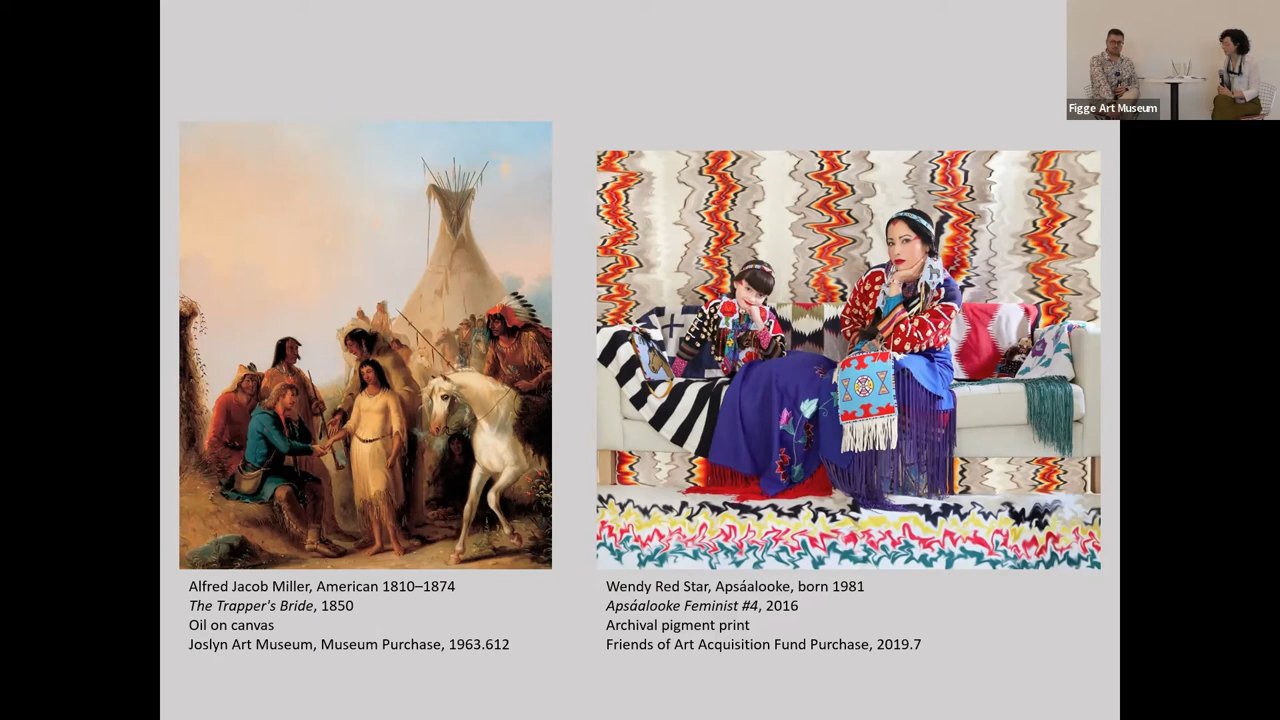 Figge Art Museum
Alfred Jacob Miller, American 1810–1874
The Trapper's Bride, 1850
Oil on canvas
Joslyn Art Museum, Museum Purchase, 1963.612
Wendy Red Star, Apsáalooke, born 1981
Apsáalooke Feminist #4, 2016
Archival pigment print
Friends of Art Acquisition Fund Purchase, 2019.7